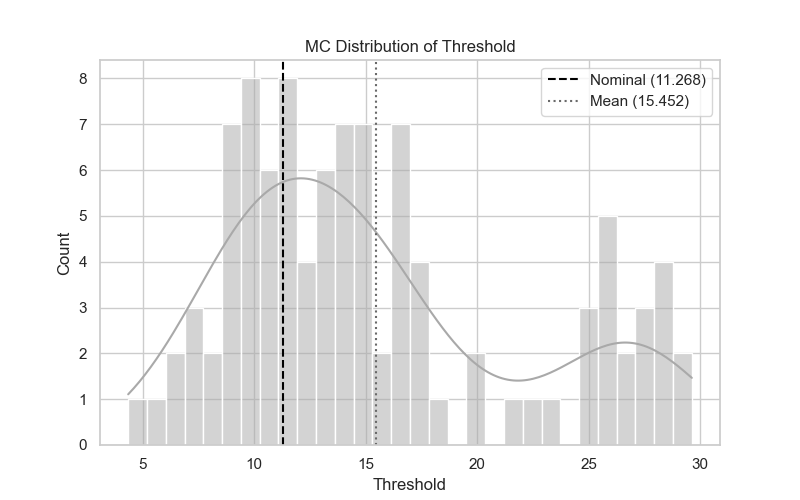 MC Distribution of Threshold
Nominal (11.268)
Mean (15.452)
Count
8
7
6
5
4
3
2
1
0
5 10 15 20 25 30
Threshold